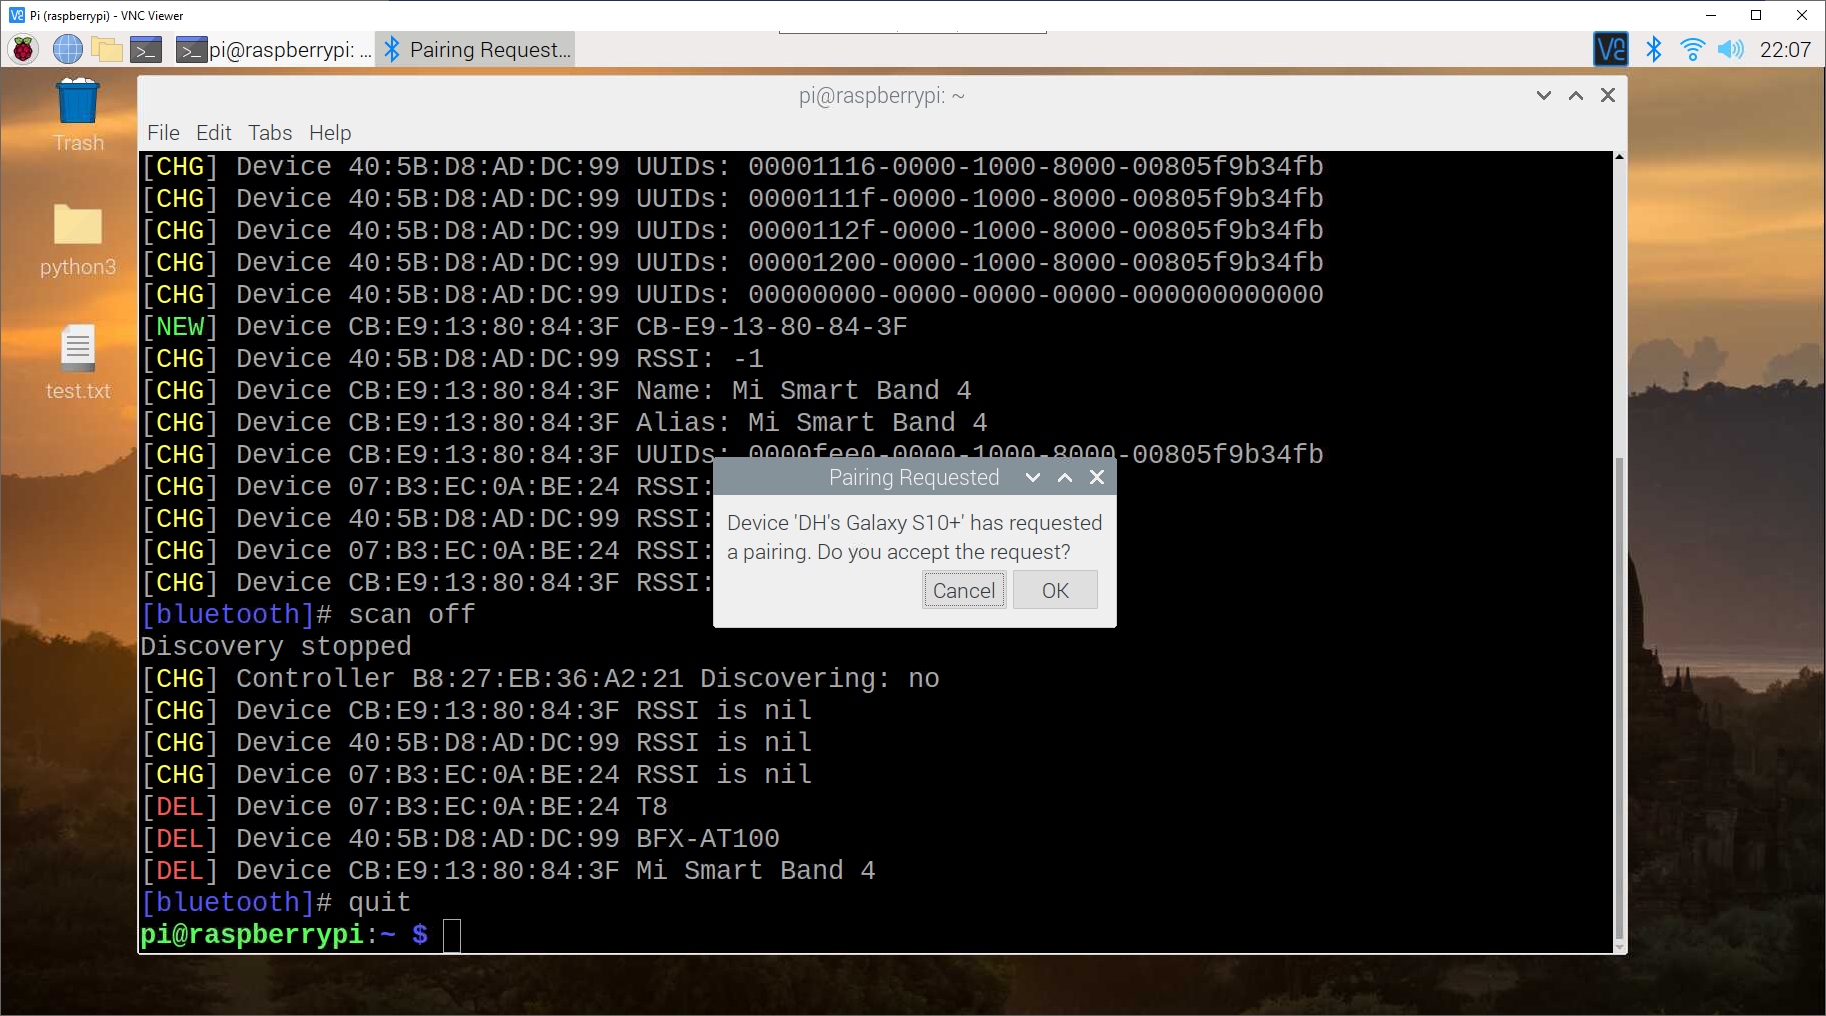 Pi (raspberrypi) - VNC Viewer
pi@raspberrypi: ...
Pairing Request...
22:07
Trash
python3
test.txt
pi@raspberrypi: ~
File Edit Tabs Help
[CHG] Device 40:5B:D8:AD:DC:99 UUIDs: 00001116-0000-1000-8000-00805f9b34fb
[CHG] Device 40:5B:D8:AD:DC:99 UUIDs: 0000111f-0000-1000-8000-00805f9b34fb
[CHG] Device 40:5B:D8:AD:DC:99 UUIDs: 0000112f-0000-1000-8000-00805f9b34fb
[CHG] Device 40:5B:D8:AD:DC:99 UUIDs: 00001200-0000-1000-8000-00805f9b34fb
[CHG] Device 40:5B:D8:AD:DC:99 UUIDs: 00000000-0000-0000-0000-000000000000
[NEW] Device CB:E9:13:80:84:3F CB-E9-13-80-84-3F
[CHG] Device 40:5B:D8:AD:DC:99 RSSI: -1
[CHG] Device CB:E9:13:80:84:3F Name: Mi Smart Band 4
[CHG] Device CB:E9:13:80:84:3F Alias: Mi Smart Band 4
[CHG] Device CB:E9:13:80:84:3F UUIDs: 0000fee0-0000-1000-8000-00805f9b34fb
[CHG] Device 07:B3:EC:0A:BE:24 RSSI:
[CHG] Device 40:5B:D8:AD:DC:99 RSSI:
[CHG] Device 07:B3:EC:0A:BE:24 RSSI:
[CHG] Device CB:E9:13:80:84:3F RSSI:
[bluetooth]# scan off
Discovery stopped
[CHG] Controller B8:27:EB:36:A2:21 Discovering: no
[CHG] Device CB:E9:13:80:84:3F RSSI is nil
[CHG] Device 40:5B:D8:AD:DC:99 RSSI is nil
[CHG] Device 07:B3:EC:0A:BE:24 RSSI is nil
[DEL] Device 07:B3:EC:0A:BE:24 T8
[DEL] Device 40:5B:D8:AD:DC:99 BFX-AT100
[DEL] Device CB:E9:13:80:84:3F Mi Smart Band 4
[bluetooth]# quit
pi@raspberrypi:~ $
Pairing Requested
Device 'DH's Galaxy S10+' has requested
a pairing. Do you accept the request?
Cancel OK